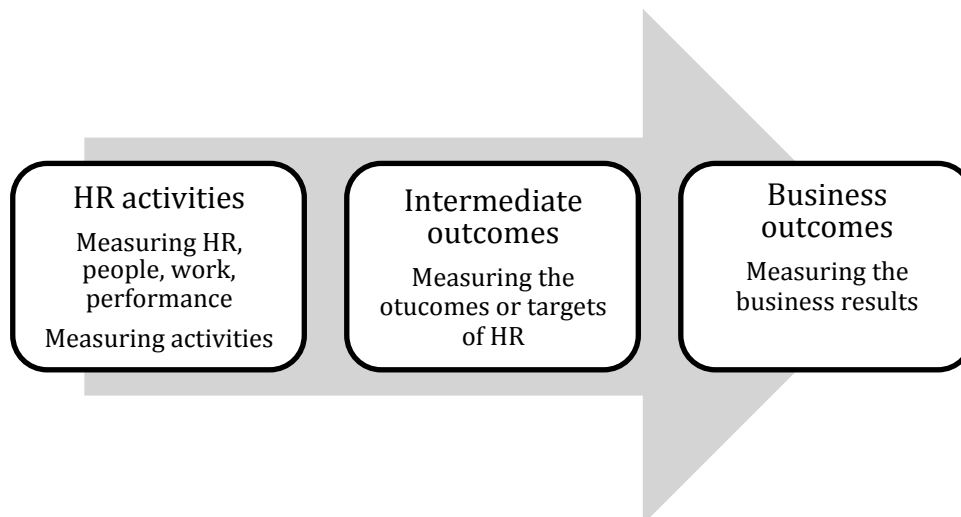 HR activities
Measuring HR,
people, work,
performance
Measuring activities
Intermediate
outcomes
Measuring the
otucomes or targets
of HR
Business
outcomes
Measuring the
business results